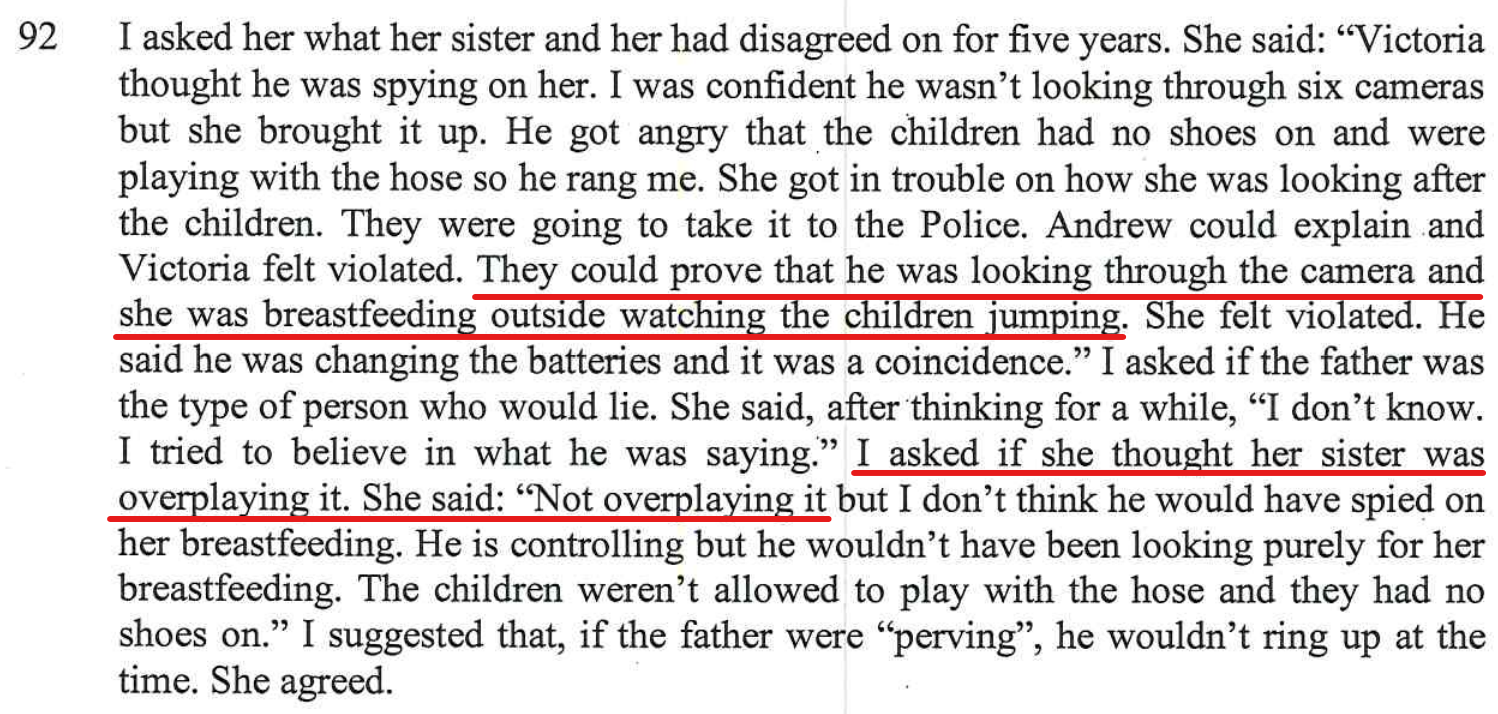 92 I asked her what her sister and her had disagreed on for five years. She said: “Victoria
thought he was spying on her. I was confident he wasn’t looking through six cameras
but she brought it up. He got angry that the children had no shoes on and were
playing with the hose so he rang me. She got in trouble on how she was looking after
the children. They were going to take it to the Police. Andrew could explain and
Victoria felt violated. They could prove that he was looking through the camera and
she was breastfeeding outside watching the children jumping. She felt violated. He
said he was changing the batteries and it was a coincidence.” I asked if the father was
the type of person who would lie. She said, after thinking for a while, “I don’t know.
I tried to believe in what he was saying.” I asked if she thought her sister was
overplaying it. She said: “Not overplaying it but I don’t think he would have spied on
her breastfeeding. He is controlling but he wouldn’t have been looking purely for her
breastfeeding. The children weren’t allowed to play with the hose and they had no
shoes on.” I suggested that, if the father were “perving”, he wouldn’t ring up at the
time. She agreed.